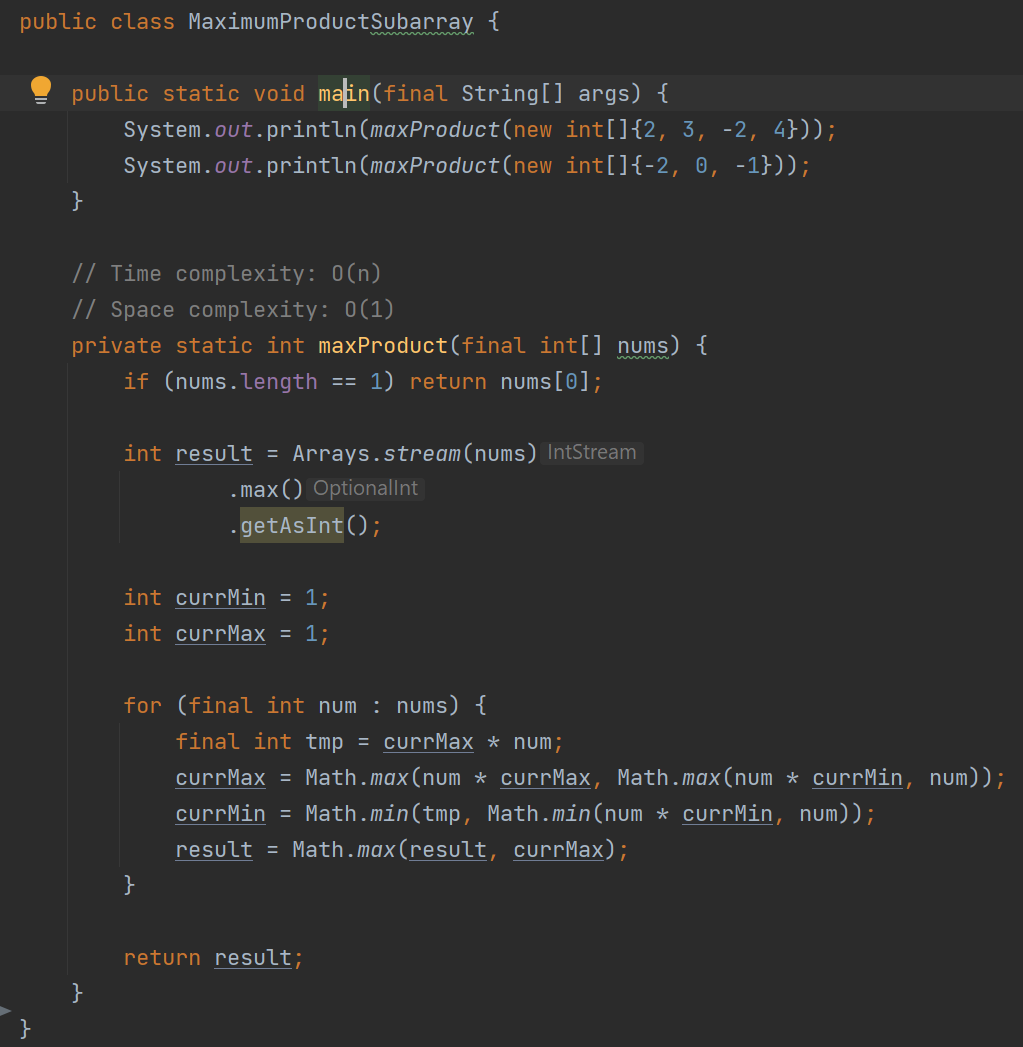 public class MaximumProductSubarray {
public static void main(final String[] args) {
System.out.println(maxProduct(new int[]{2, 3, -2, 4}));
System.out.println(maxProduct(new int[]{-2, 0, -1}));
}
// Time complexity: O(n)
// Space complexity: O(1)
private static int maxProduct(final int[] nums) {
if (nums.length == 1) return nums[0];
int result = Arrays.stream(nums) IntStream
.max() OptionalInt
.getAsInt();
int currMin = 1;
int currMax = 1;
for (final int num : nums) {
final int tmp = currMax * num;
currMax = Math.max(num * currMax, Math.max(num * currMin, num));
currMin = Math.min(tmp, Math.min(num * currMin, num));
result = Math.max(result, currMax);
}
return result;
}
}